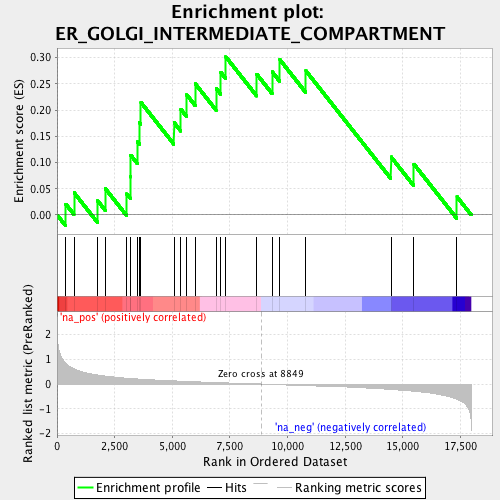 Enrichment plot:
ER_GOLGI_INTERMEDIATE_COMPARTMENT
Enrichment score (ES)
0.30
0.25
0.20
0.15
0.10
0.05
0.00
'na_pos' (positively correlated)
Ranked list metric (PreRanked)
2
1
0
-1
-2
Zero cross at 8849
'na_neg' (negatively correlated)
0
2,500
5,000
7,500
10,000
12,500
15,000
17,500
Rank in Ordered Dataset
Enrichment profile
Hits
Ranking metric scores